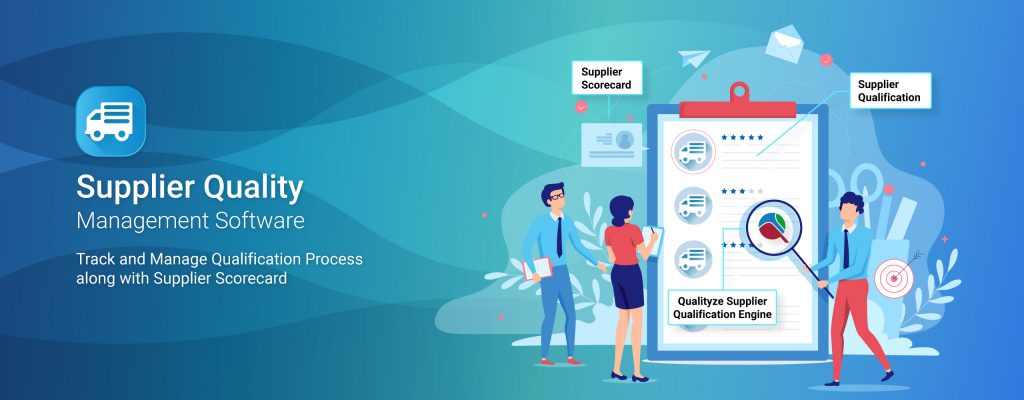 Supplier Quality
Management Software
Track and Manage Qualification Process
along with Supplier Scorecard
Supplier
Scorecard
Supplier
Qualification
Qualityze Supplier
Qualification Engine